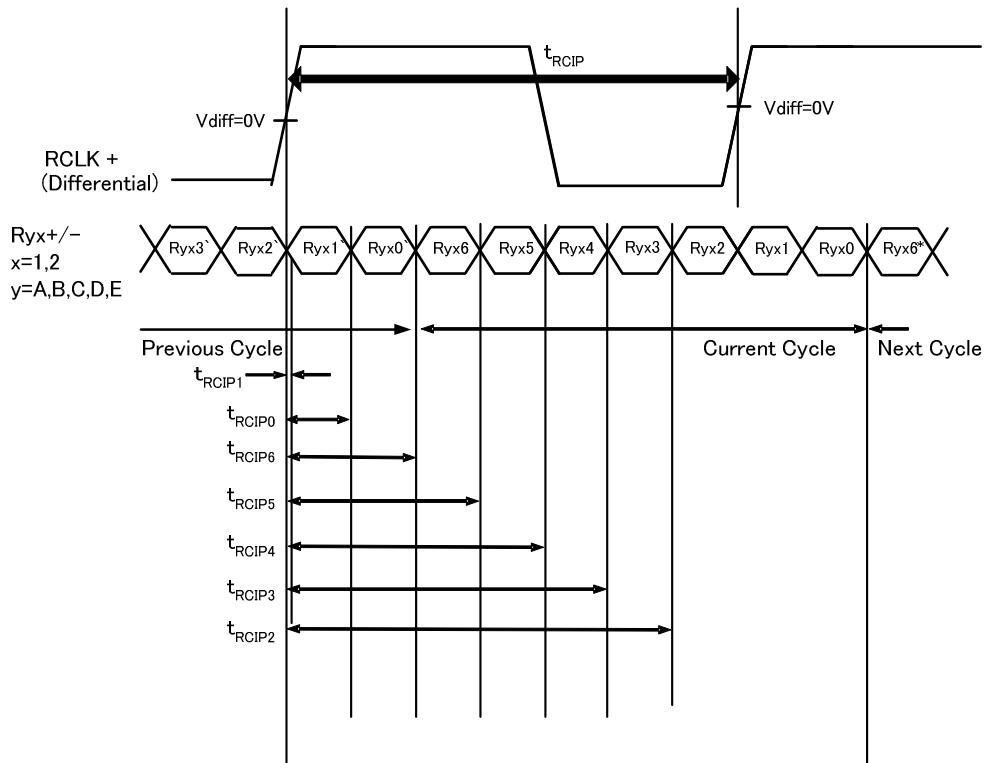 tRCIP
Vdiff=0V
Vdiff=0V
RCLK +
(Differential)
Ryx+/-
x=1,2
y=A,B,C,D,E
Ryx3` Ryx2` Ryx1` Ryx0` Ryx6 Ryx5 Ryx4 Ryx3 Ryx2 Ryx1 Ryx0 Ryx6*
Previous Cycle Current Cycle Next Cycle
tRCIP1
tRCIP0
tRCIP6
tRCIP5
tRCIP4
tRCIP3
tRCIP2